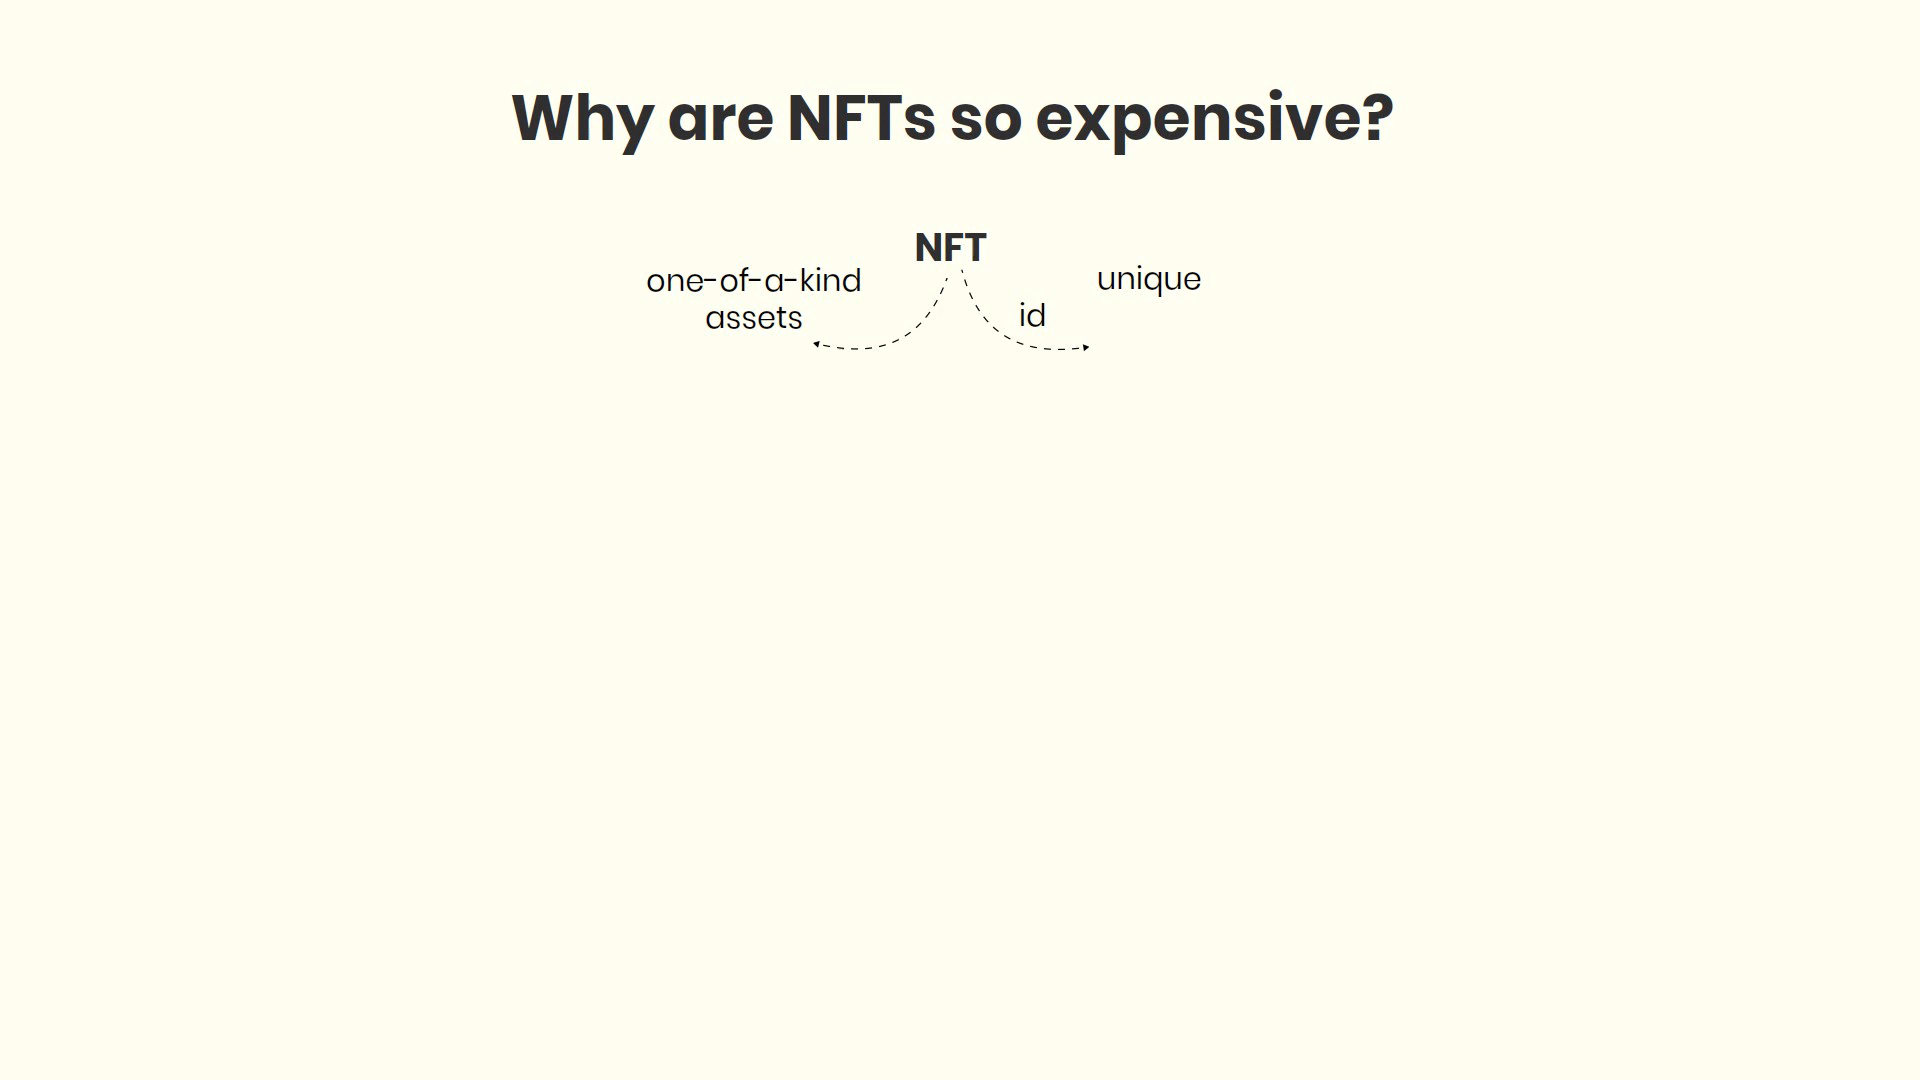 Why are NFTs so expensive?
NFT
one-of-a-kind
assets
id
unique